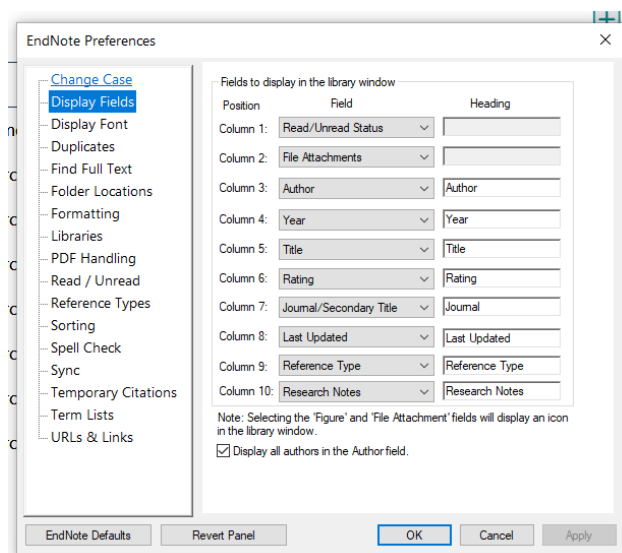 EndNote Preferences
Change Case
Display Fields
Display Font
Duplicates
Find Full Text
Folder Locations
Formatting
Libraries
PDF Handling
Read / Unread
Reference Types
Sorting
Spell Check
Sync
Temporary Citations
Term Lists
URLs & Links
Fields to display in the library window
Position Field Heading
Column 1: Read/Unread Status
Column 2: File Attachments
Column 3: Author Author
Column 4: Year Year
Column 5: Title Title
Column 6: Rating Rating
Column 7: Journal/Secondary Title Journal
Column 8: Last Updated Last Updated
Column 9: Reference Type Reference Type
Column 10: Research Notes Research Notes
Note: Selecting the 'Figure' and 'File Attachment' fields will display an icon
in the library window.
Display all authors in the Author field.
EndNote Defaults Revert Panel OK Cancel Apply